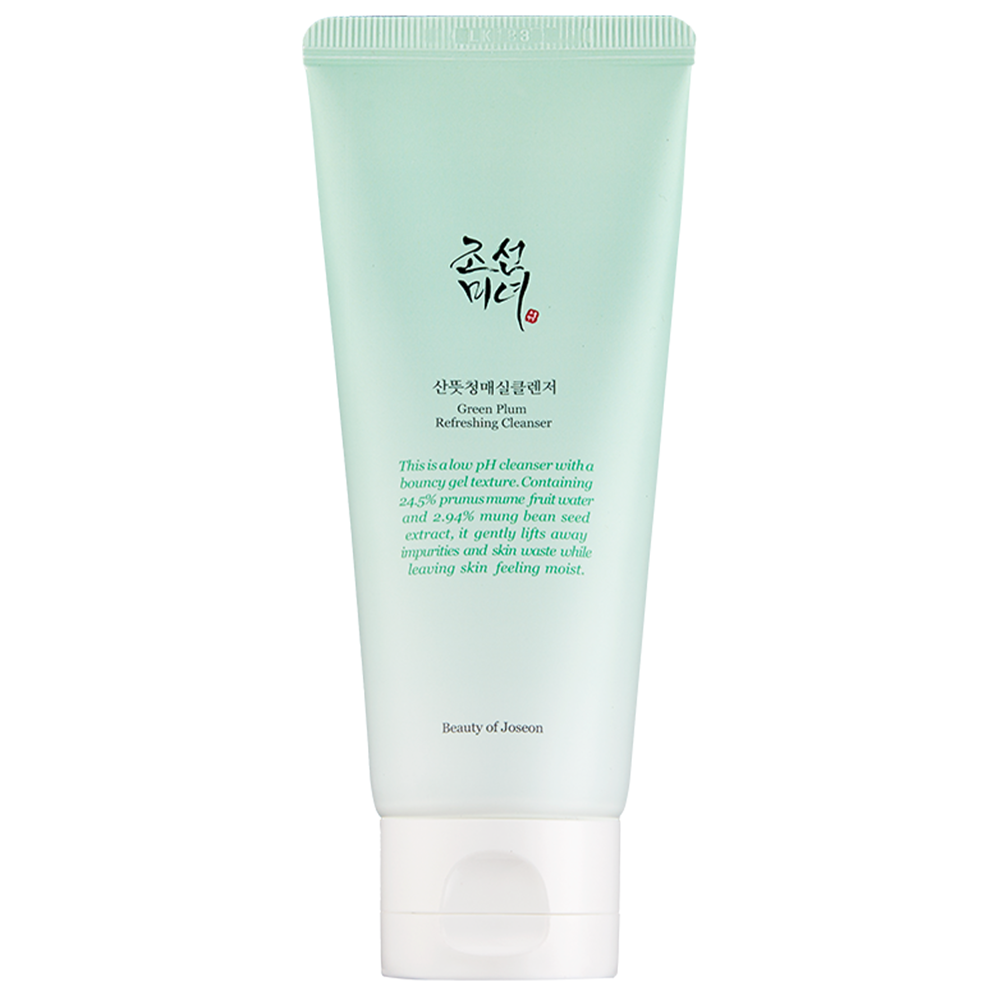 조선
미녀
산뜻청매실클렌저
Green Plum
Refreshing Cleanser
This is a low pH cleanser with a
bouncy gel texture. Containing
24.5% prunus mume fruit water
and 2.94% mung bean seed
extract, it gently lifts away
impurities and skin waste while
leaving skin feeling moist.
Beauty of Joseon